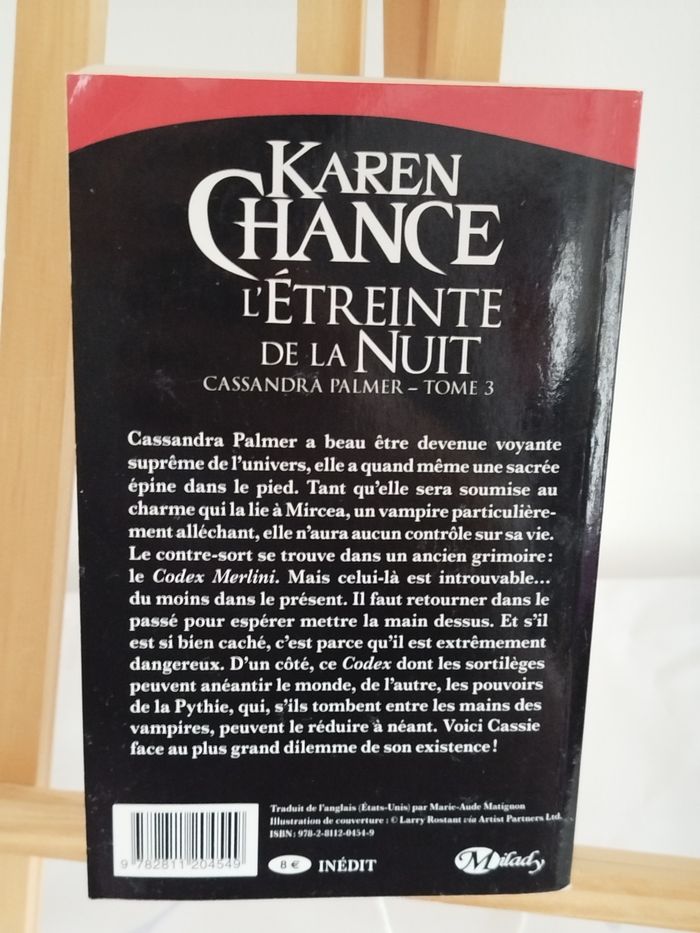 KAREN
CHANCE
L'ÉTREINTE
DE LA NUIT
CASSANDRA PALMER – TOME 3
Cassandra Palmer a beau être devenue voyante
suprême de l'univers, elle a quand même une sacrée
épine dans le pied. Tant qu'elle sera soumise au
charme qui la lie à Mircea, un vampire particulière-
ment alléchant, elle n'aura aucun contrôle sur sa vie.
Le contre-sort se trouve dans un ancien grimoire :
le Codex Merlini. Mais celui-là est introuvable...
du moins dans le présent. Il faut retourner dans le
passé pour espérer mettre la main dessus. Et s'il
est si bien caché, c'est parce qu'il est extrêmement
dangereux. D'un côté, ce Codex dont les sortilèges
peuvent anéantir le monde, de l'autre, les pouvoirs
de la Pythie, qui, s'ils tombent entre les mains des
vampires, peuvent le réduire à néant. Voici Cassie
face au plus grand dilemme de son existence !
Traduit de l'anglais (États-Unis) par Marie-Aude Matignon
Illustration de couverture : © Larry Rostant via Artist Partners Ltd.
ISBN : 978-2-8112-0454-9
9 782811 204549
8 € INÉDIT
Milady